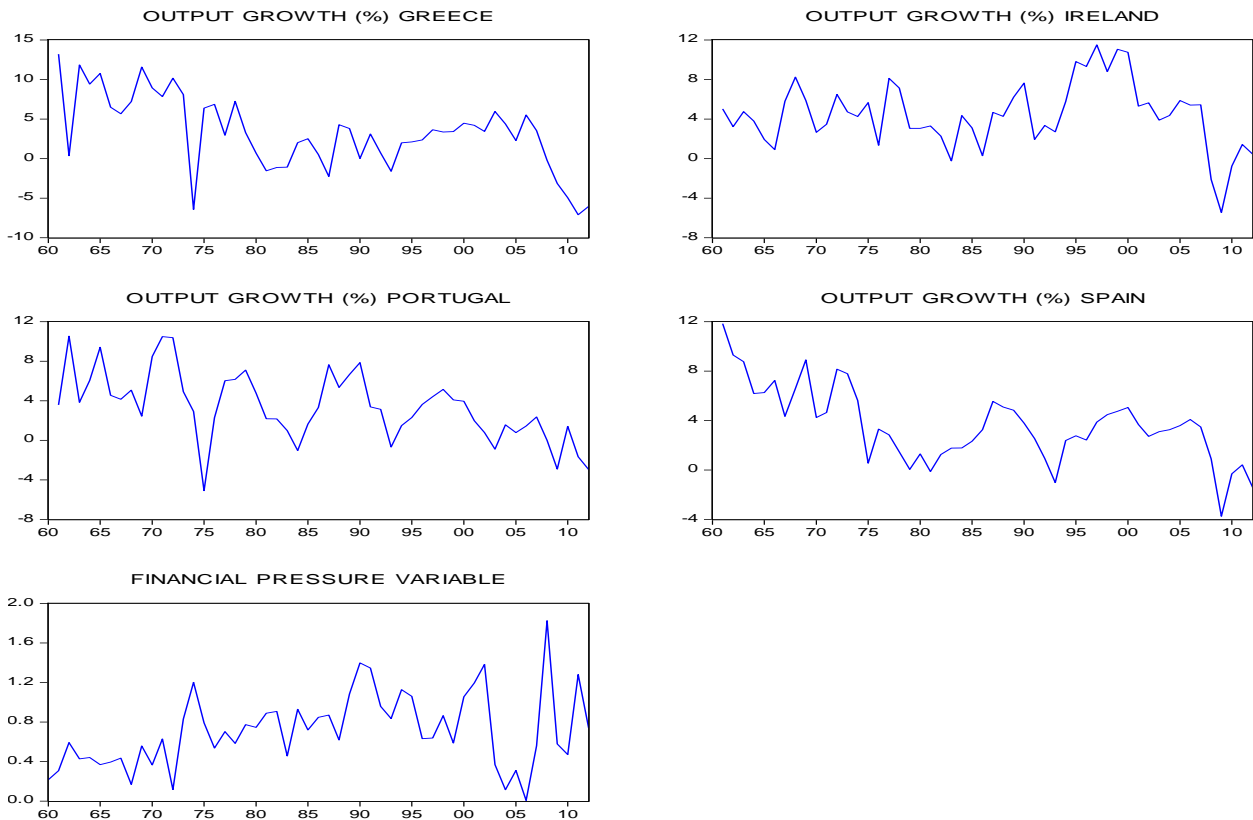 OUTPUT GROWTH (%) GREECE
15
10
5
0
-5
-10
60 65 70 75 80 85 90 95 00 05 10
OUTPUT GROWTH (%) IRELAND
12
8
4
0
-4
-8
60 65 70 75 80 85 90 95 00 05 10
OUTPUT GROWTH (%) PORTUGAL
12
8
4
0
-4
-8
60 65 70 75 80 85 90 95 00 05 10
OUTPUT GROWTH (%) SPAIN
12
8
4
0
-4
60 65 70 75 80 85 90 95 00 05 10
FINANCIAL PRESSURE VARIABLE
2.0
1.6
1.2
0.8
0.4
0.0
60 65 70 75 80 85 90 95 00 05 10